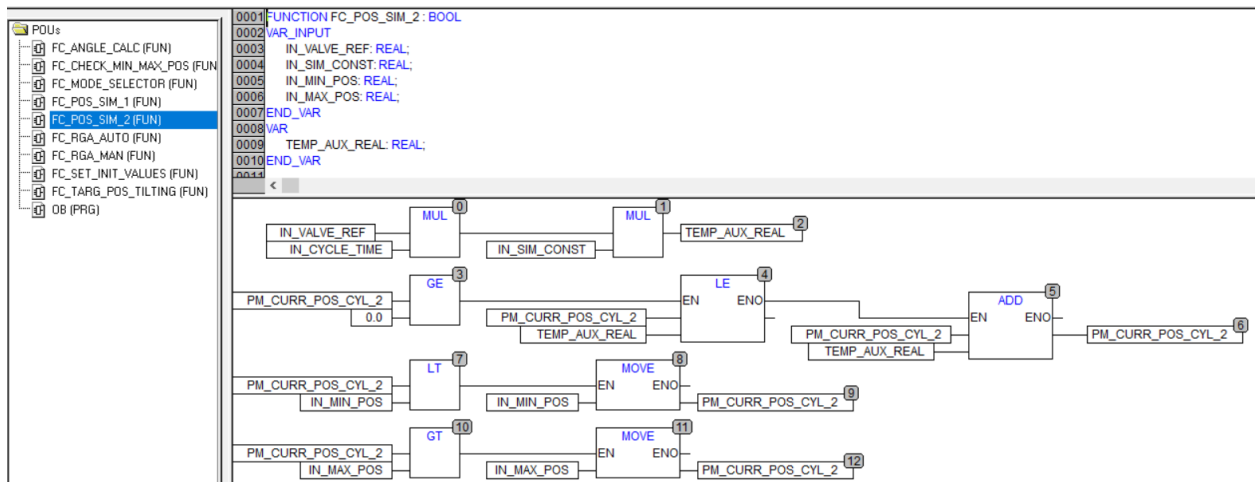 POUs
FC_ANGLE_CALC (FUN)
FC_CHECK_MIN_MAX_POS (FUN
FC_MODE_SELECTOR (FUN)
FC_POS_SIM_1 (FUN)
FC_POS_SIM_2 (FUN)
FC_RGA_AUTO (FUN)
FC_RGA_MAN (FUN)
FC_SET_INIT_VALUES (FUN)
FC_TARG_POS_TILTING (FUN)
OB (PRG)
0001 FUNCTION FC_POS_SIM_2 : BOOL
0002 VAR_INPUT
0003 IN_VALVE_REF: REAL;
0004 IN_SIM_CONST: REAL;
0005 IN_MIN_POS: REAL;
0006 IN_MAX_POS: REAL;
0007 END_VAR
0008 VAR
0009 TEMP_AUX_REAL: REAL;
0010 END_VAR
0011
<
0 1
MUL MUL
2
IN_VALVE_REF TEMP_AUX_REAL
IN_CYCLE_TIME IN_SIM_CONST
3 4
GE LE
5
PM_CURR_POS_CYL_2 EN ENO ADD
0.0 PM_CURR_POS_CYL_2 EN ENO
6
TEMP_AUX_REAL PM_CURR_POS_CYL_2 PM_CURR_POS_CYL_2
TEMP_AUX_REAL
7 8
LT MOVE
PM_CURR_POS_CYL_2 EN ENO
9
IN_MIN_POS IN_MIN_POS PM_CURR_POS_CYL_2
10 11
GT MOVE
PM_CURR_POS_CYL_2 EN ENO
12
IN_MAX_POS IN_MAX_POS PM_CURR_POS_CYL_2